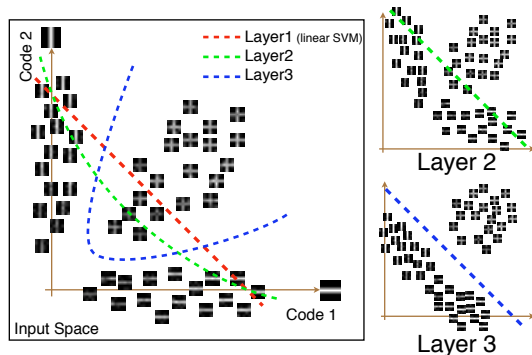 Code 2
Layer1 (linear SVM)
Layer2
Layer3
Code 1
Input Space
Layer 2
Layer 3